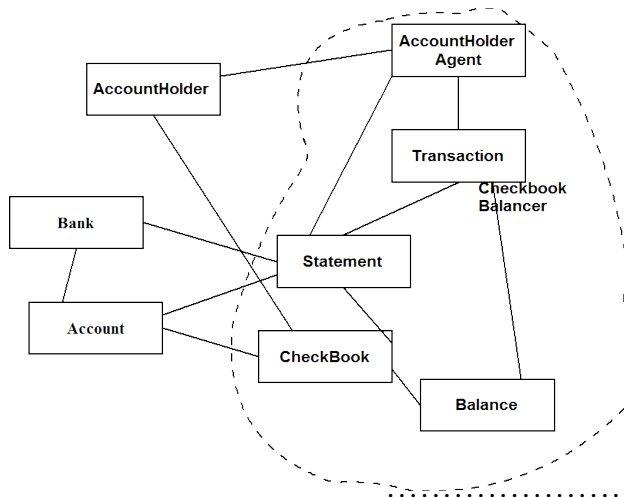 AccountHolder
Agent
AccountHolder
Transaction
Checkbook
Balancer
Bank
Statement
Account
CheckBook
Balance